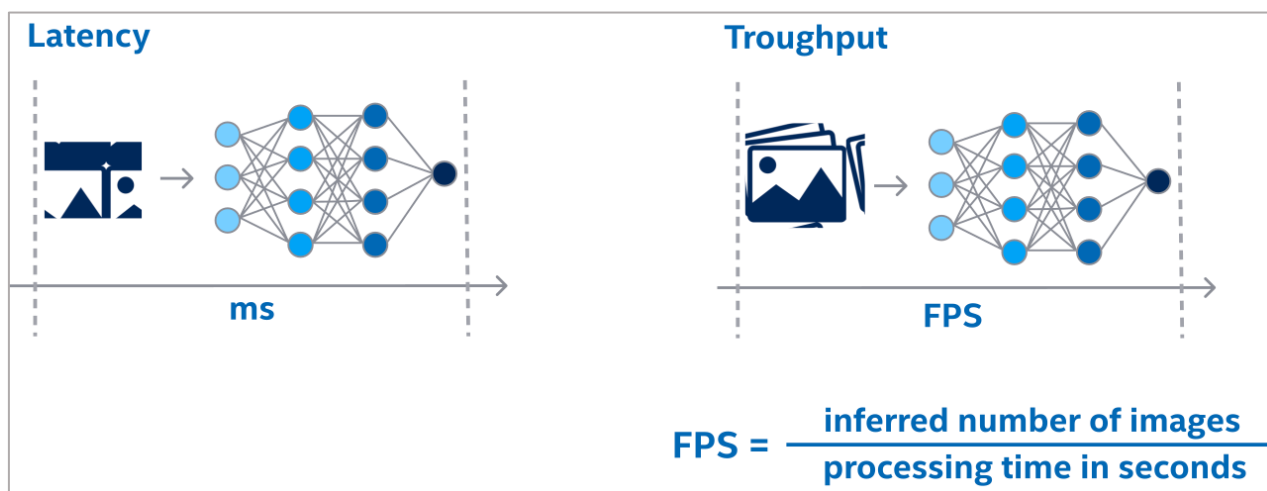 Latency
Troughput
ms
FPS
FPS = inferred number of images
processing time in seconds